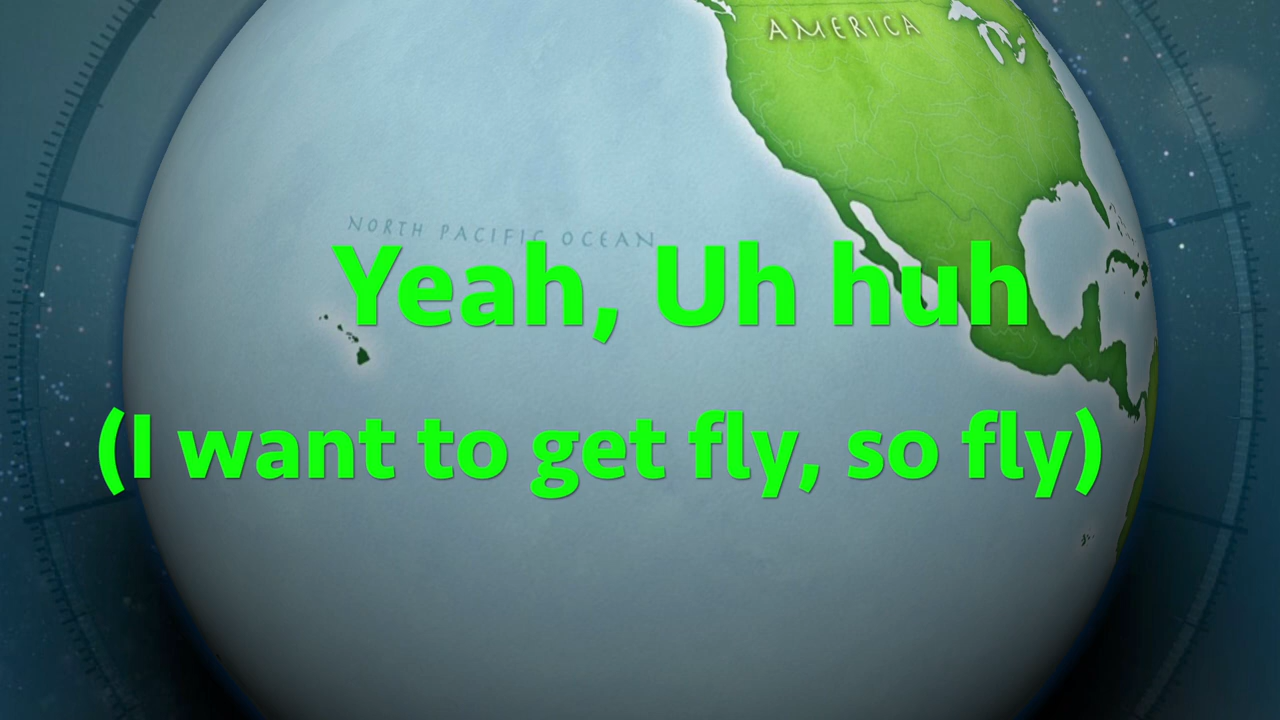 AMERICA
NORTH PACIFIC OCEAN
Yeah, Uh huh
(I want to get fly, so fly)